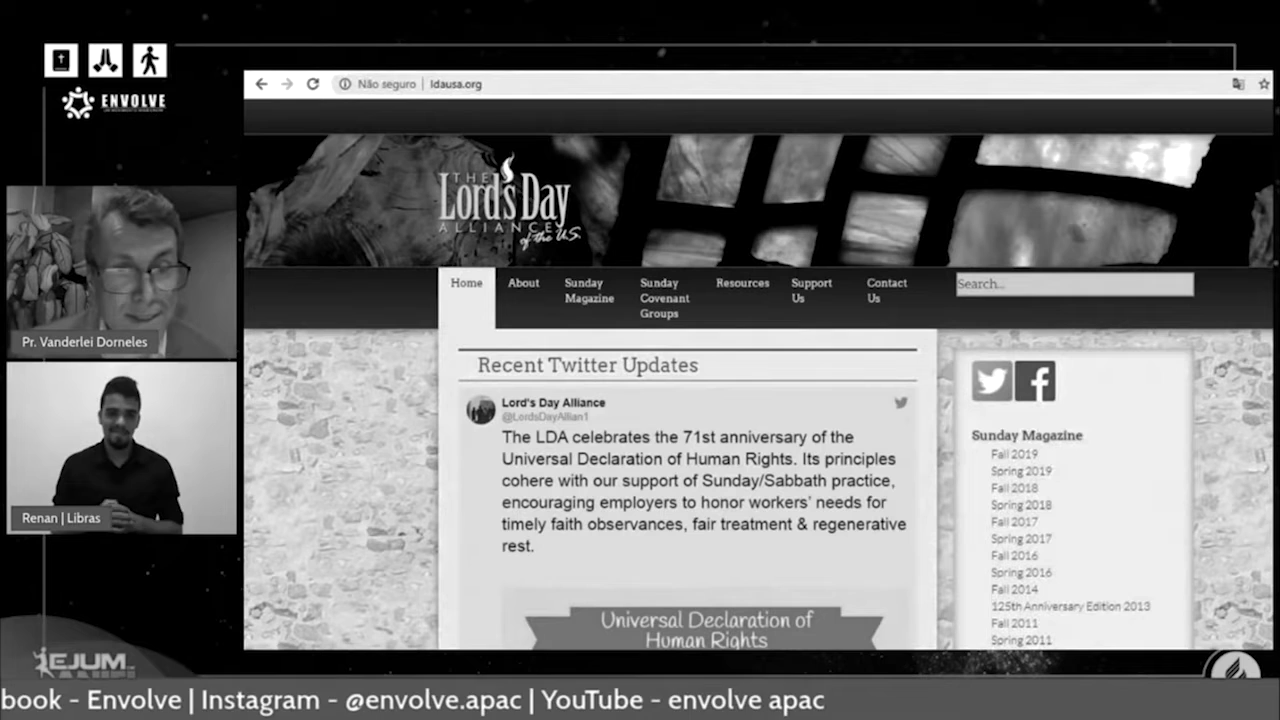 ENVOLVE
Não seguro | ldausa.org
THE
Lord's Day
ALLIANCE
of the U.S.
Home
About
Sunday
Magazine
Sunday
Covenant
Groups
Resources
Support
Us
Contact
Us
Search...
Pr. Vanderlei Dorneles
Renan | Libras
Recent Twitter Updates
Lord's Day Alliance
@LordsDayAllian1
The LDA celebrates the 71st anniversary of the
Universal Declaration of Human Rights. Its principles
cohere with our support of Sunday/Sabbath practice,
encouraging employers to honor workers' needs for
timely faith observances, fair treatment & regenerative
rest.
Universal Declaration of
Human Rights
Sunday Magazine
Fall 2019
Spring 2019
Fall 2018
Spring 2018
Fall 2017
Spring 2017
Fall 2016
Spring 2016
Fall 2014
125th Anniversary Edition 2013
Fall 2011
Spring 2011
EJUM
book - Envolve | Instagram - @envolve.apac | YouTube - envolve apac